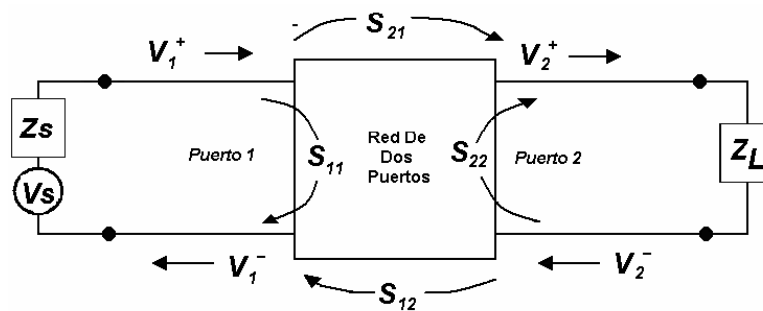 S21
V1+
V2+
Zs
Vs
Puerto 1
S11
Red De
Dos
Puertos
S22
Puerto 2
ZL
V1−
S12
V2−